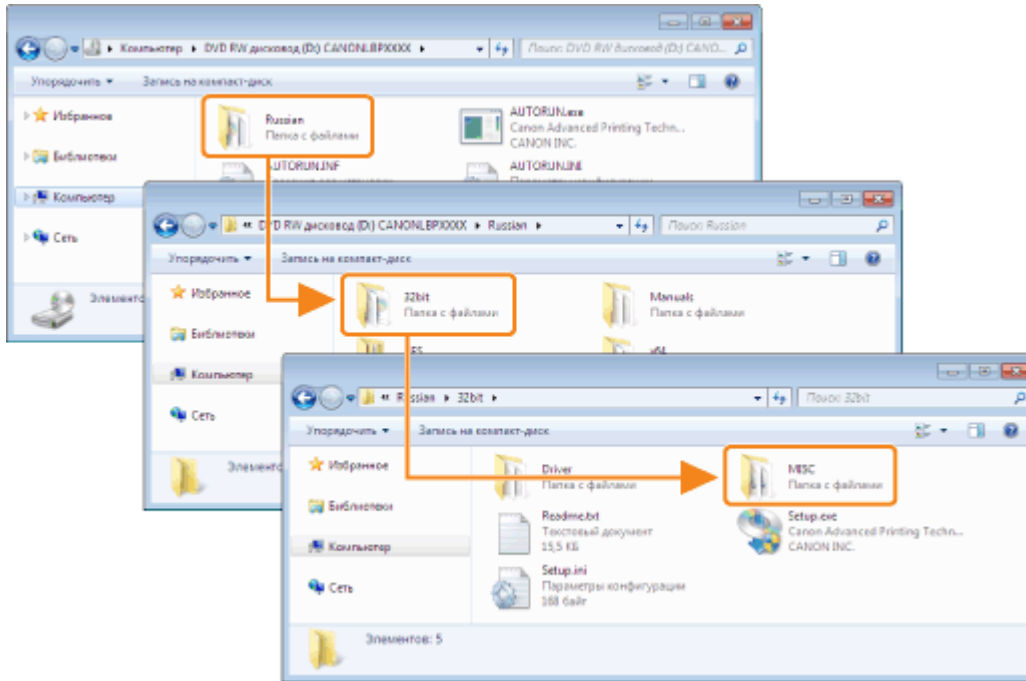 Компьютер ▸ DVD RW дисковод (D:) CANONLBPXXXX ▸
Поиск: DVD RW дисковод (D:) CANO...
Упорядочить ▾ Запись на компакт-диск
Избранное
Библиотеки
Компьютер
Сеть
Russian
Папка с файлами
AUTORUN.exe
Canon Advanced Printing Techn...
CANON INC.
AUTORUN.INF
AUTORUN.INI
« DVD RW дисковод (D:) CANONLBPXXXX ▸ Russian ▸
Поиск: Russian
Упорядочить ▾ Запись на компакт-диск
Избранное
Библиотеки
Компьютер
Сеть
32bit
Папка с файлами
Manuals
Папка с файлами
x64
« Russian ▸ 32bit ▸
Поиск: 32bit
Упорядочить ▾ Запись на компакт-диск
Избранное
Библиотеки
Компьютер
Сеть
Driver
Папка с файлами
MISC
Папка с файлами
Readme.txt
Текстовый документ
15,5 КБ
Setup.exe
Canon Advanced Printing Techn...
CANON INC.
Setup.ini
Параметры конфигурации
168 байт
Элементов: 5